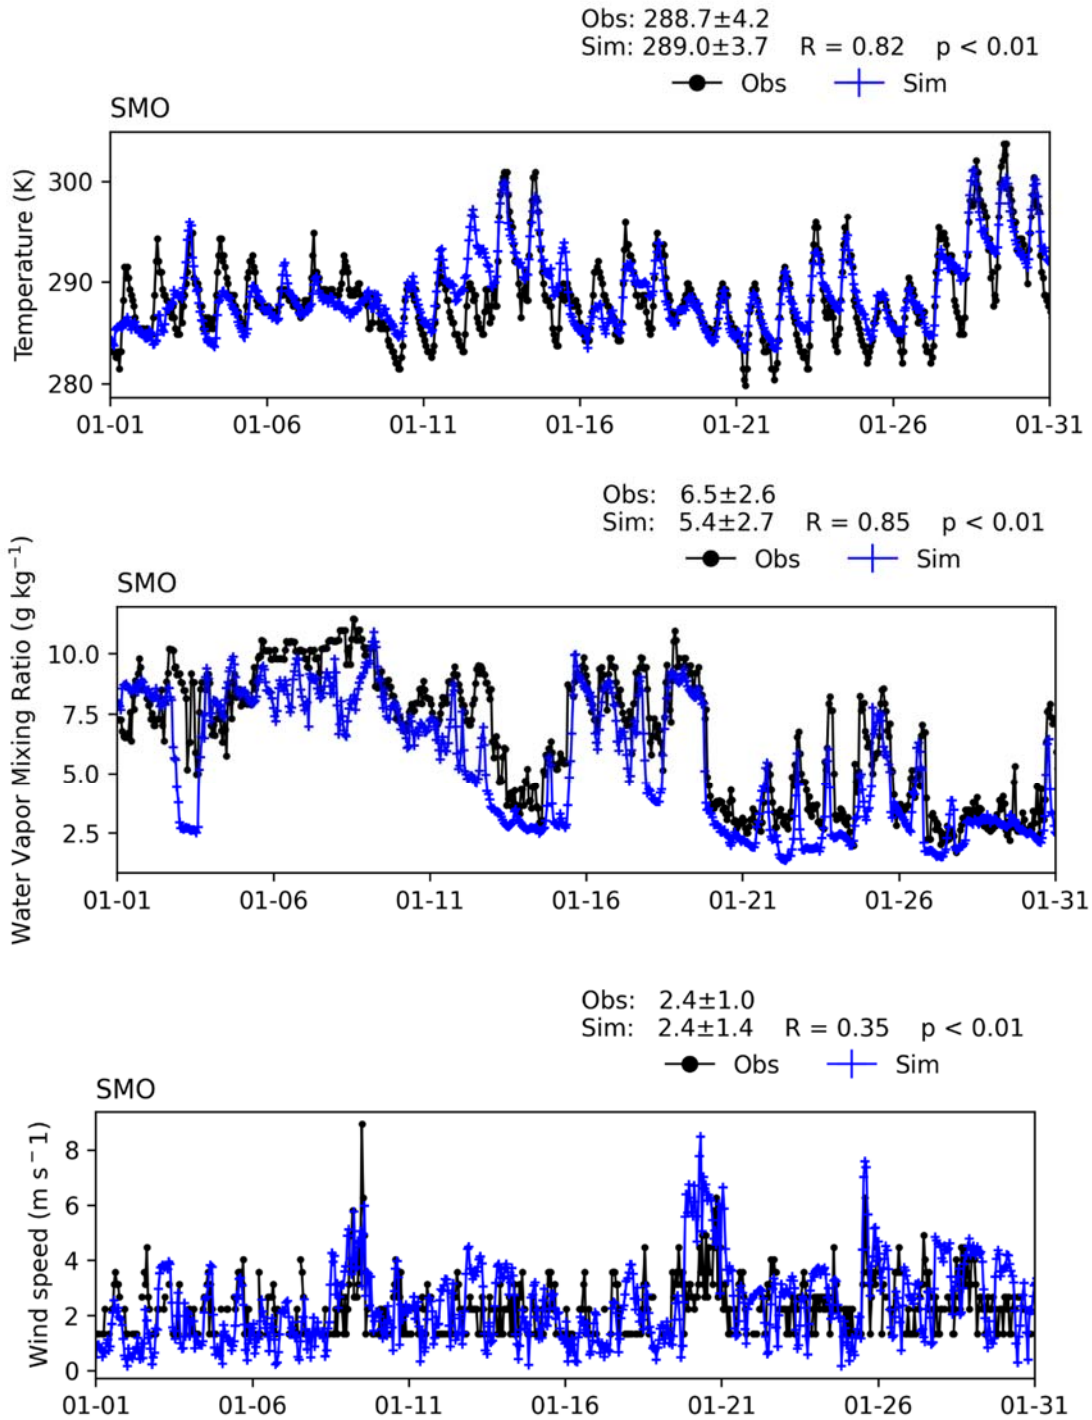 Obs: 288.7±4.2
Sim: 289.0±3.7 R = 0.82 p < 0.01
Obs Sim
SMO
Temperature (K)
300
290
280
01-01 01-06 01-11 01-16 01-21 01-26 01-31
Obs: 6.5±2.6
Sim: 5.4±2.7 R = 0.85 p < 0.01
Obs Sim
SMO
Water Vapor Mixing Ratio (g kg⁻¹)
10.0
7.5
5.0
2.5
01-01 01-06 01-11 01-16 01-21 01-26 01-31
Obs: 2.4±1.0
Sim: 2.4±1.4 R = 0.35 p < 0.01
Obs Sim
SMO
Wind speed (m s⁻1)
8
6
4
2
0
01-01 01-06 01-11 01-16 01-21 01-26 01-31